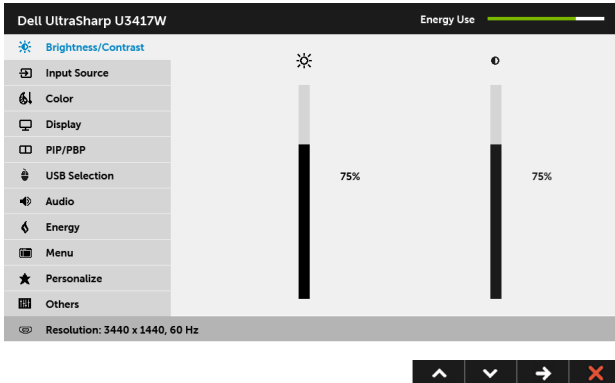 Dell UltraSharp U3417W
Energy Use
Brightness/Contrast
Input Source
Color
Display
PIP/PBP
USB Selection
Audio
Energy
Menu
Personalize
Others
75%
75%
Resolution: 3440 x 1440, 60 Hz